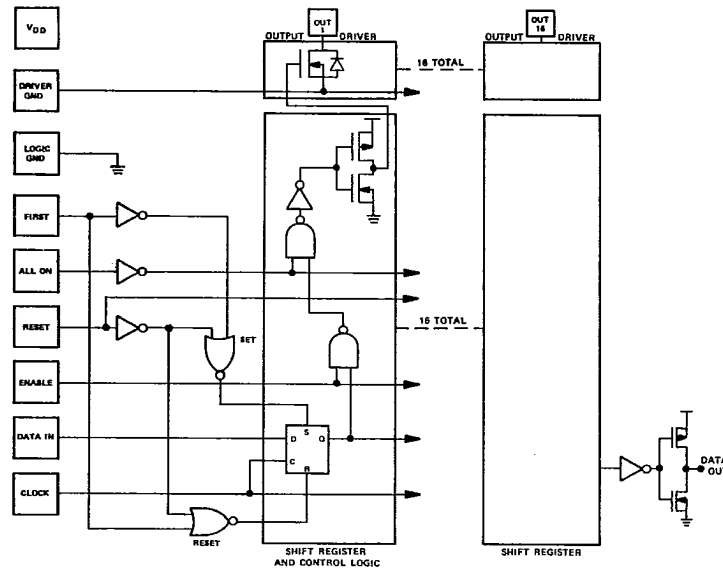 VDD
OUT
1
OUTPUT DRIVER
16 TOTAL
OUT
16
OUTPUT DRIVER
DRIVER
GND
LOGIC
GND
FIRST
ALL ON
RESET
SET
16 TOTAL
ENABLE
DATA IN
S
D Q
C
R
CLOCK
RESET
DATA
OUT
SHIFT REGISTER
AND CONTROL LOGIC
SHIFT REGISTER